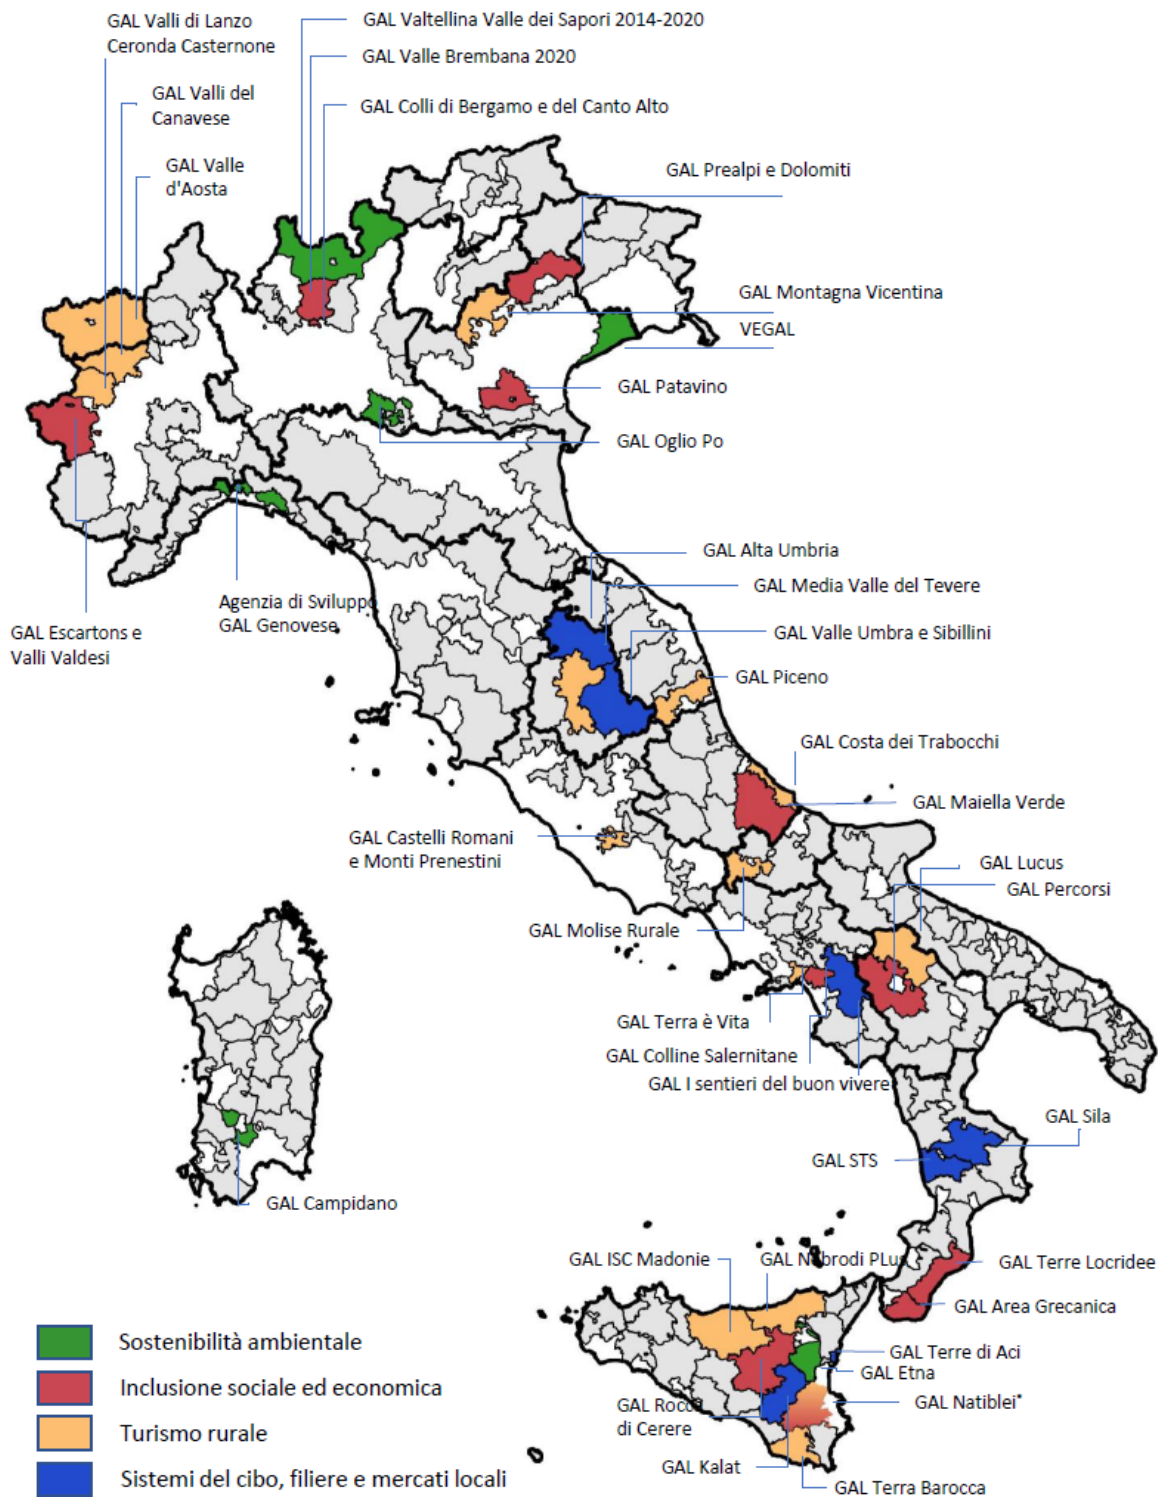 GAL Valli di Lanzo
Ceronda Casternone
GAL Valtellina Valle dei Sapori 2014-2020
GAL Valle Brembana 2020
GAL Valli del
Canavese
GAL Colli di Bergamo e del Canto Alto
GAL Valle
d'Aosta
GAL Prealpi e Dolomiti
GAL Montagna Vicentina
VEGAL
GAL Patavino
GAL Oglio Po
GAL Alta Umbria
GAL Media Valle del Tevere
Agenzia di Sviluppo
GAL Genovese
GAL Escartons e
Valli Valdesi
GAL Valle Umbra e Sibillini
GAL Piceno
GAL Costa dei Trabocchi
GAL Maiella Verde
GAL Castelli Romani
e Monti Prenestini
GAL Lucus
GAL Percorsi
GAL Molise Rurale
GAL Terra è Vita
GAL Colline Salernitane
GAL I sentieri del buon vivere
GAL Sila
GAL STS
GAL Campidano
GAL ISC Madonie
GAL Nebrodi PLus
GAL Terre Locridee
GAL Area Grecanica
GAL Terre di Aci
GAL Etna
GAL Natiblei*
GAL Rocca
di Cerere
GAL Kalat
GAL Terra Barocca
Sostenibilità ambientale
Inclusione sociale ed economica
Turismo rurale
Sistemi del cibo, filiere e mercati locali